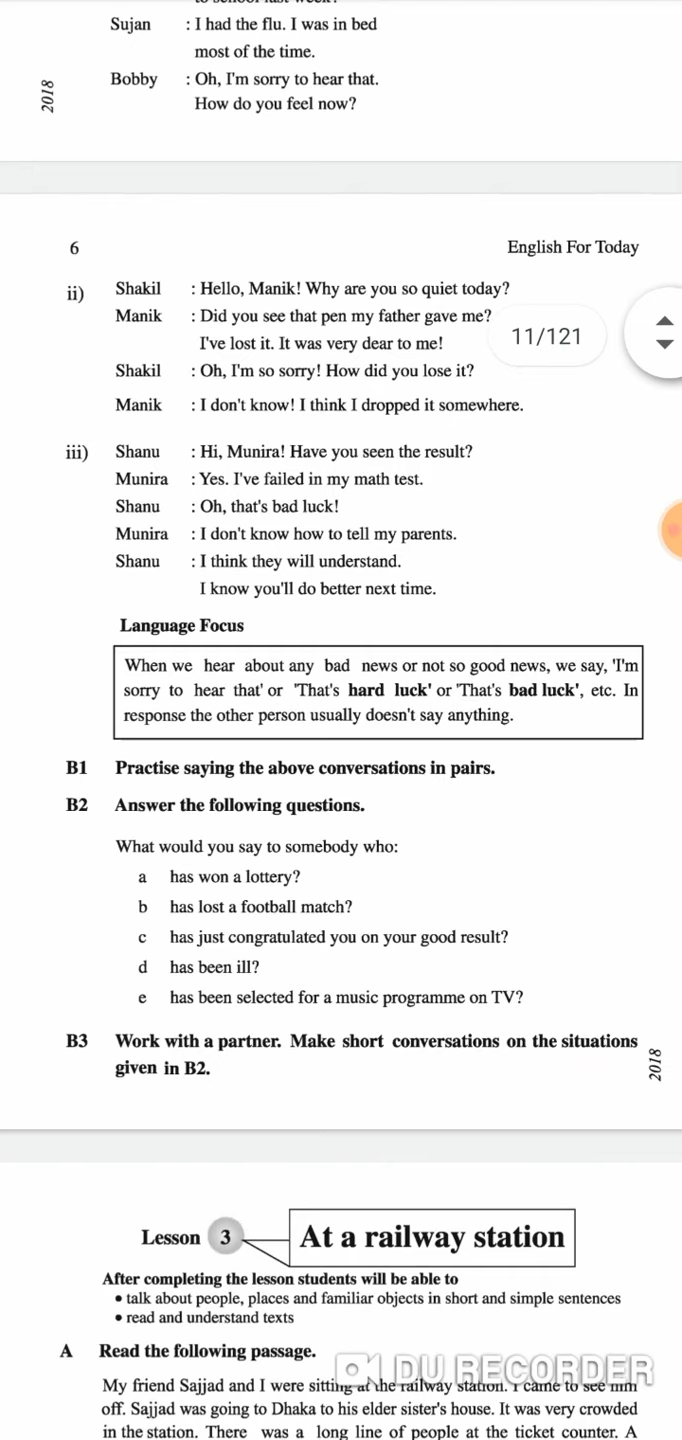 Sujan : I had the flu. I was in bed
most of the time.
2018
Bobby : Oh, I'm sorry to hear that.
How do you feel now?
6 English For Today
ii) Shakil : Hello, Manik! Why are you so quiet today?
Manik : Did you see that pen my father gave me?
11/121
I've lost it. It was very dear to me!
Shakil : Oh, I'm so sorry! How did you lose it?
Manik : I don't know! I think I dropped it somewhere.
iii) Shanu : Hi, Munira! Have you seen the result?
Munira : Yes. I've failed in my math test.
Shanu : Oh, that's bad luck!
Munira : I don't know how to tell my parents.
Shanu : I think they will understand.
I know you'll do better next time.
Language Focus
When we hear about any bad news or not so good news, we say, 'I'm
sorry to hear that' or 'That's hard luck' or 'That's bad luck', etc. In
response the other person usually doesn't say anything.
B1 Practise saying the above conversations in pairs.
B2 Answer the following questions.
What would you say to somebody who:
a has won a lottery?
b has lost a football match?
c has just congratulated you on your good result?
d has been ill?
e has been selected for a music programme on TV?
B3 Work with a partner. Make short conversations on the situations
given in B2.
2018
Lesson 3 At a railway station
After completing the lesson students will be able to
• talk about people, places and familiar objects in short and simple sentences
• read and understand texts
A Read the following passage.
DU RECORDER
My friend Sajjad and I were sitting at the railway station. I came to see him
off. Sajjad was going to Dhaka to his elder sister's house. It was very crowded
in the station. There was a long line of people at the ticket counter. A